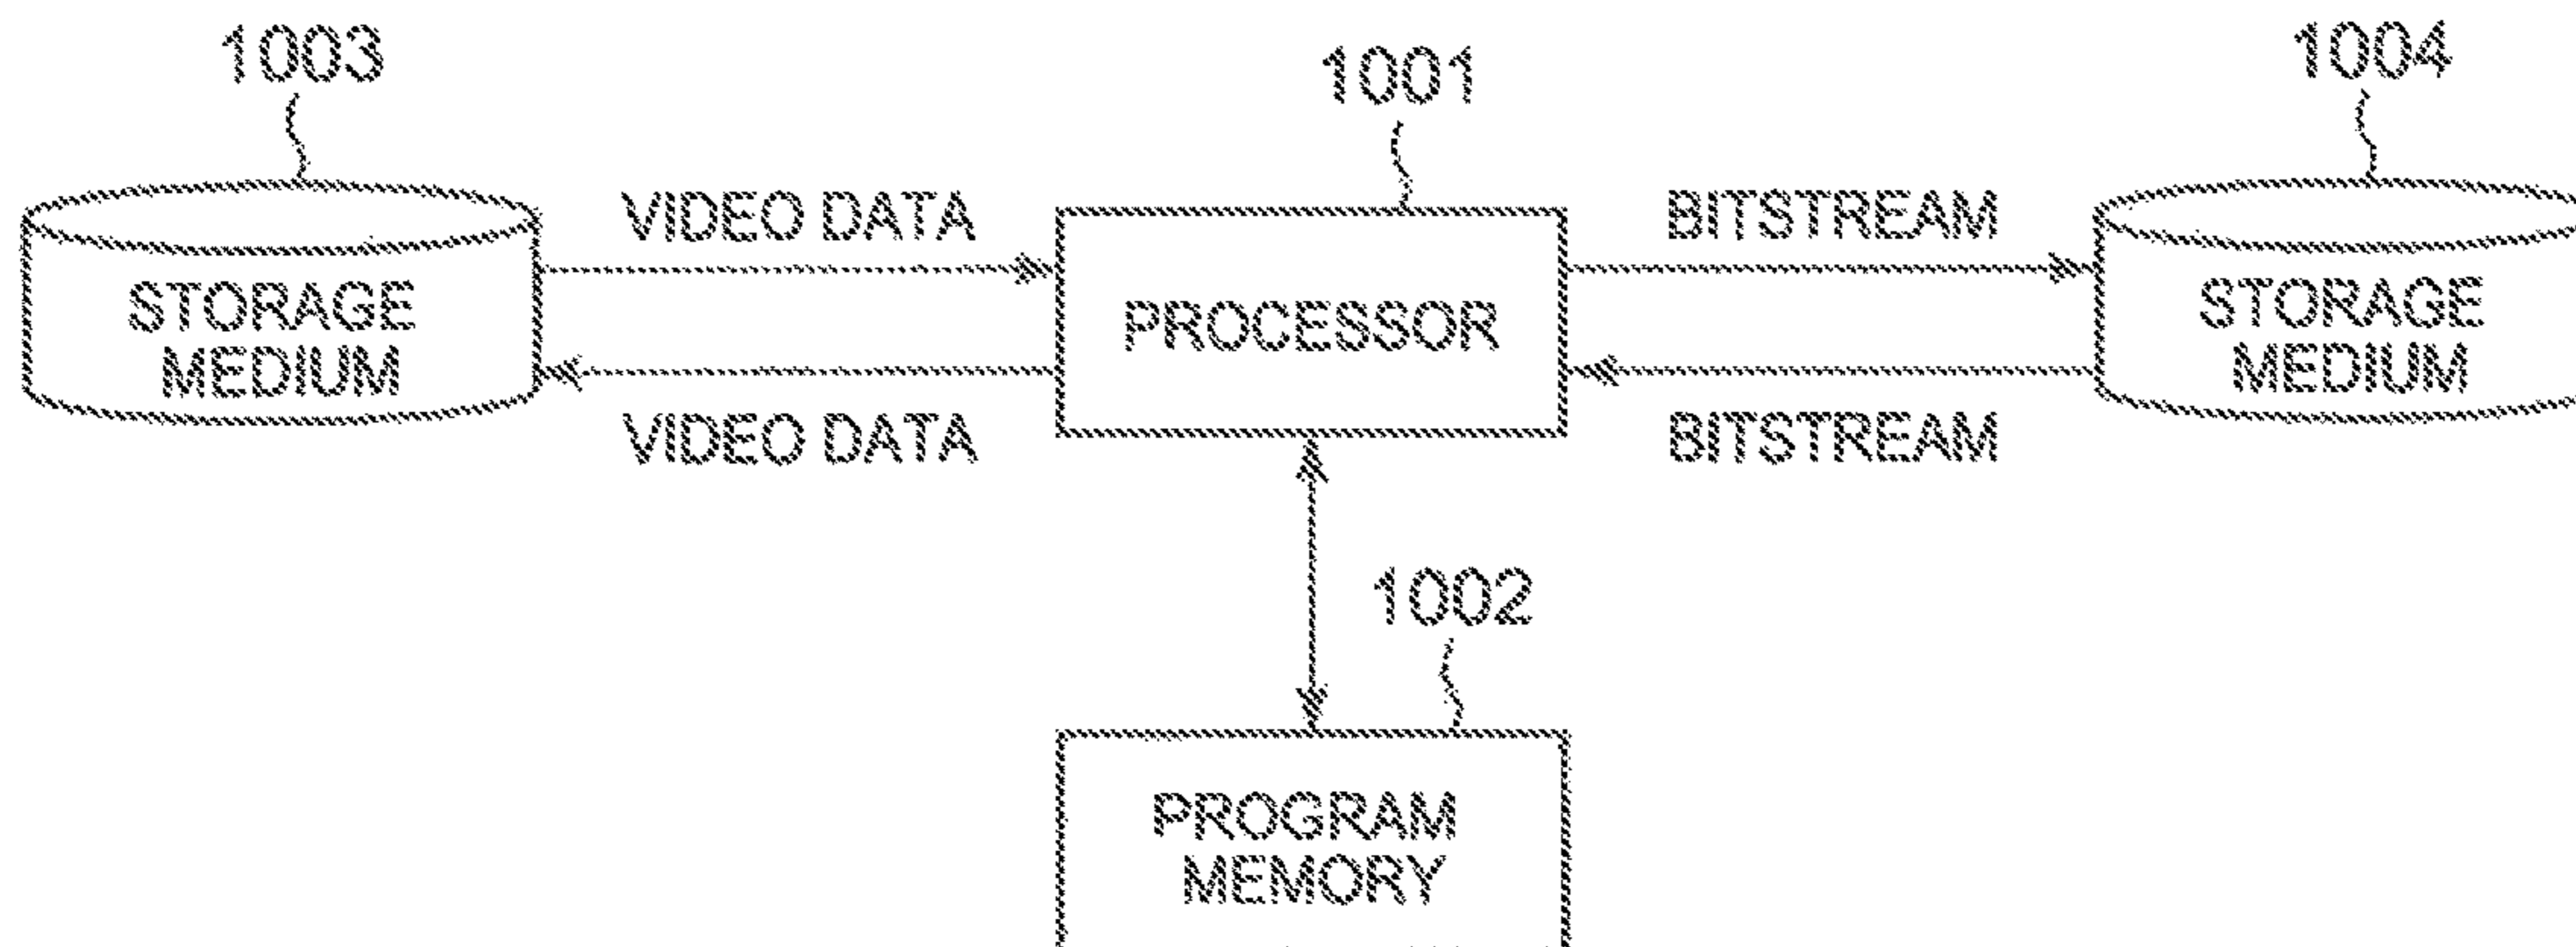 1003
1001
1004
VIDEO DATA
BITSTREAM
STORAGE
MEDIUM
PROCESSOR
STORAGE
MEDIUM
VIDEO DATA
BITSTREAM
1002
PROGRAM
MEMORY